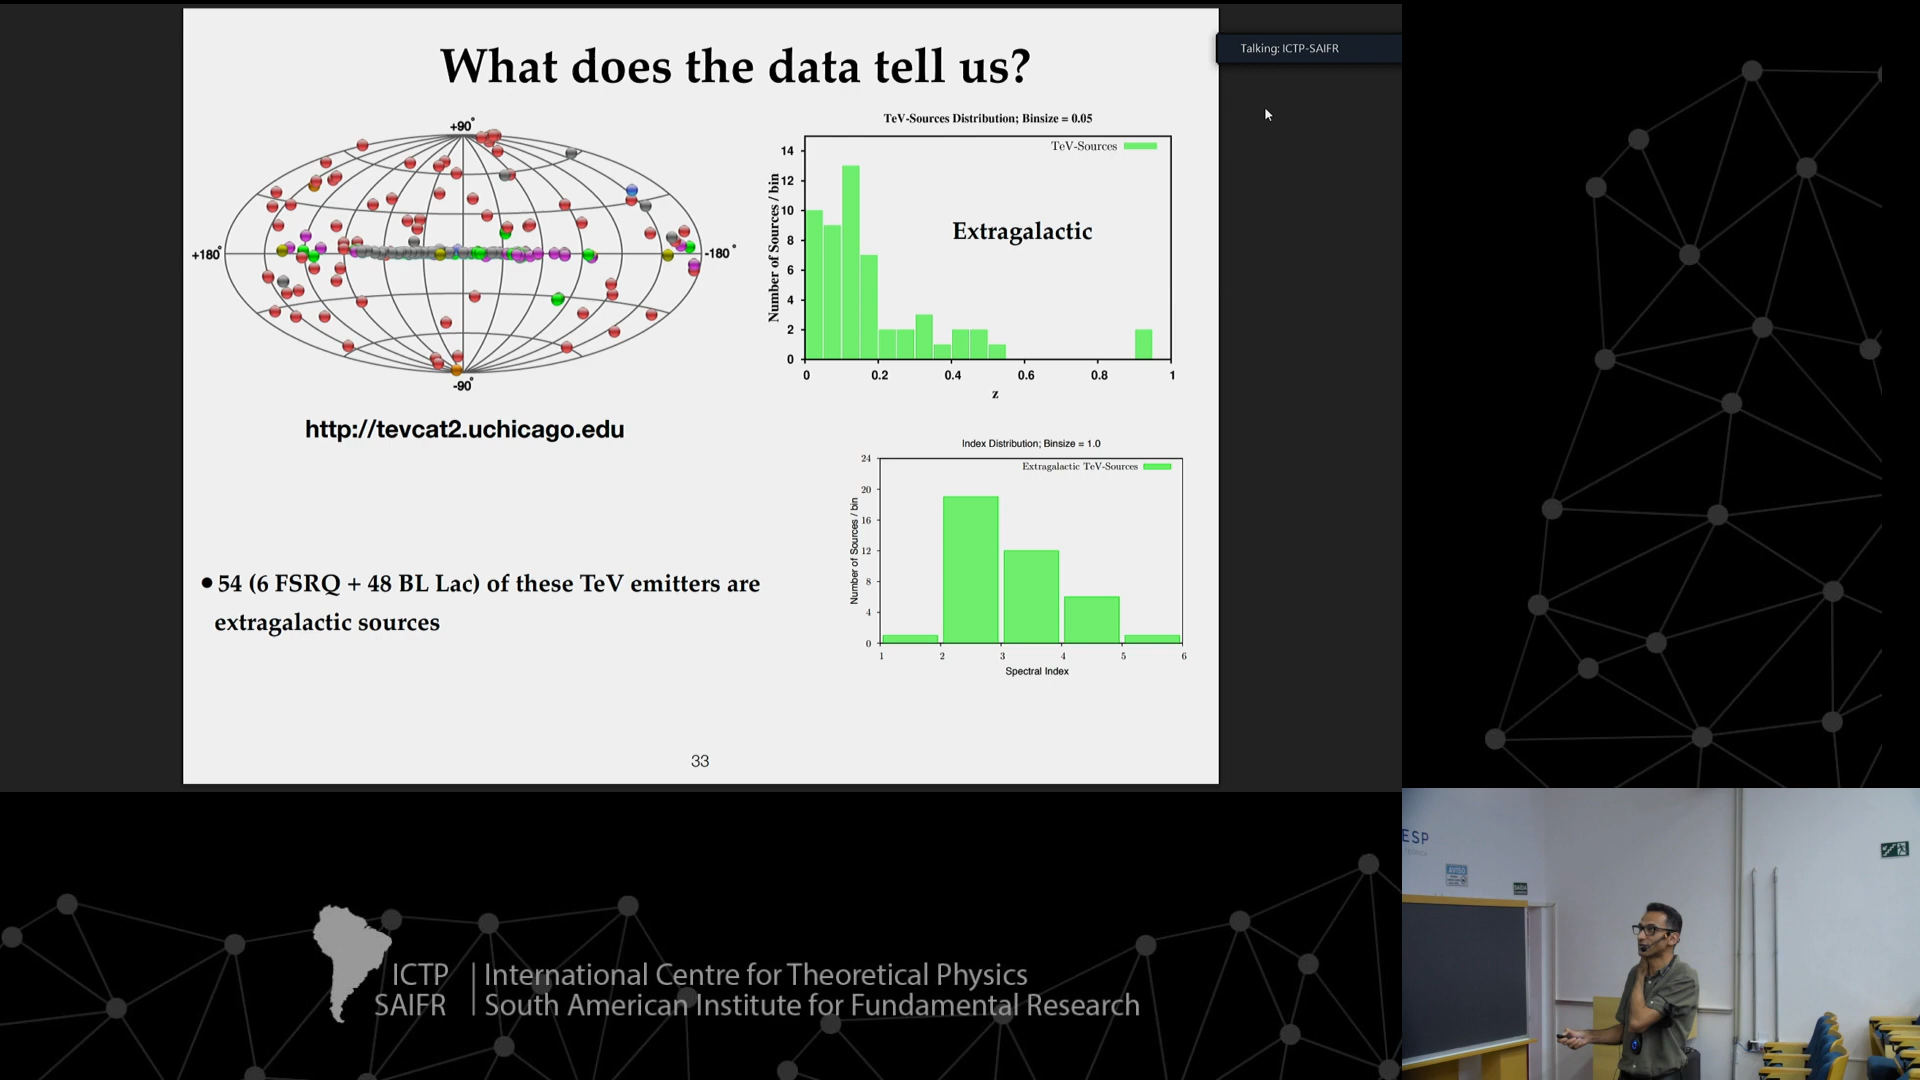 What does the data tell us?
Talking: ICTP-SAIFR
+90°
+180°
-180°
-90°
http://tevcat2.uchicago.edu
TeV-Sources Distribution; Binsize = 0.05
TeV-Sources
Extragalactic
Number of Sources / bin
14
12
10
8
6
4
2
0
0 0.2 0.4 0.6 0.8 1
z
Index Distribution; Binsize = 1.0
Extragalactic TeV-Sources
Number of Sources / bin
24
20
16
12
8
4
0
1 2 3 4 5 6
Spectral Index
• 54 (6 FSRQ + 48 BL Lac) of these TeV emitters are
extragalactic sources
33
ESP
AVISO
ICTP | International Centre for Theoretical Physics
SAIFR | South American Institute for Fundamental Research